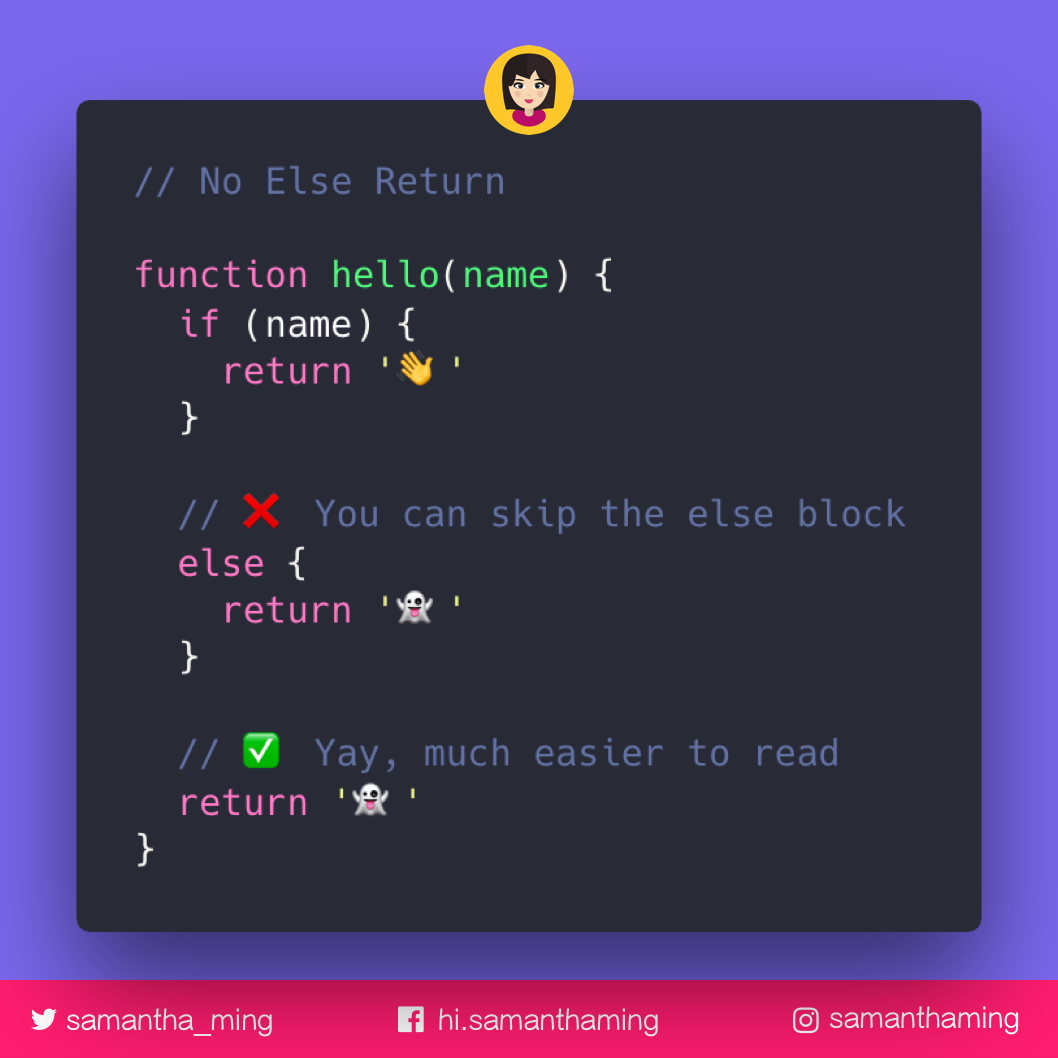 // No Else Return
function hello(name) {
if (name) {
return '👋 '
}
// ❌ You can skip the else block
else {
return '👻 '
}
// ✅ Yay, much easier to read
return '👻 '
}
samantha_ming
hi.samanthaming
samanthaming